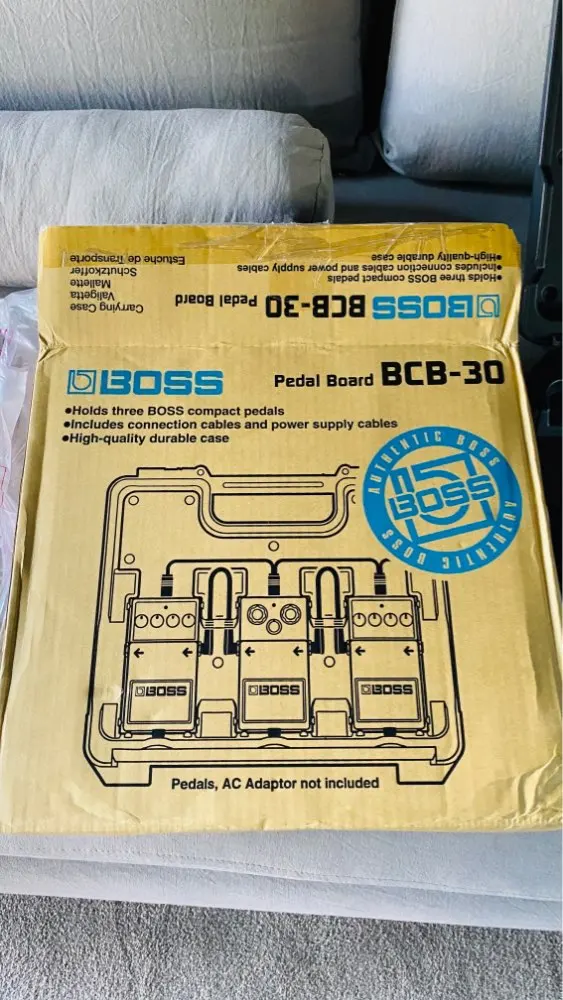 Carrying Case
Valigetta
Mallette
Schutzkoffer
Estuche de Transporte
BOSS BCB-30 Pedal Board
●Holds three BOSS compact pedals
●Includes connection cables and power supply cables
●High-quality durable case
BOSS
Pedal Board BCB-30
●Holds three BOSS compact pedals
●Includes connection cables and power supply cables
●High-quality durable case
AUTHENTIC BOSS
BOSS
AUTHENTIC BOSS
BOSS
BOSS
BOSS
Pedals, AC Adaptor not included